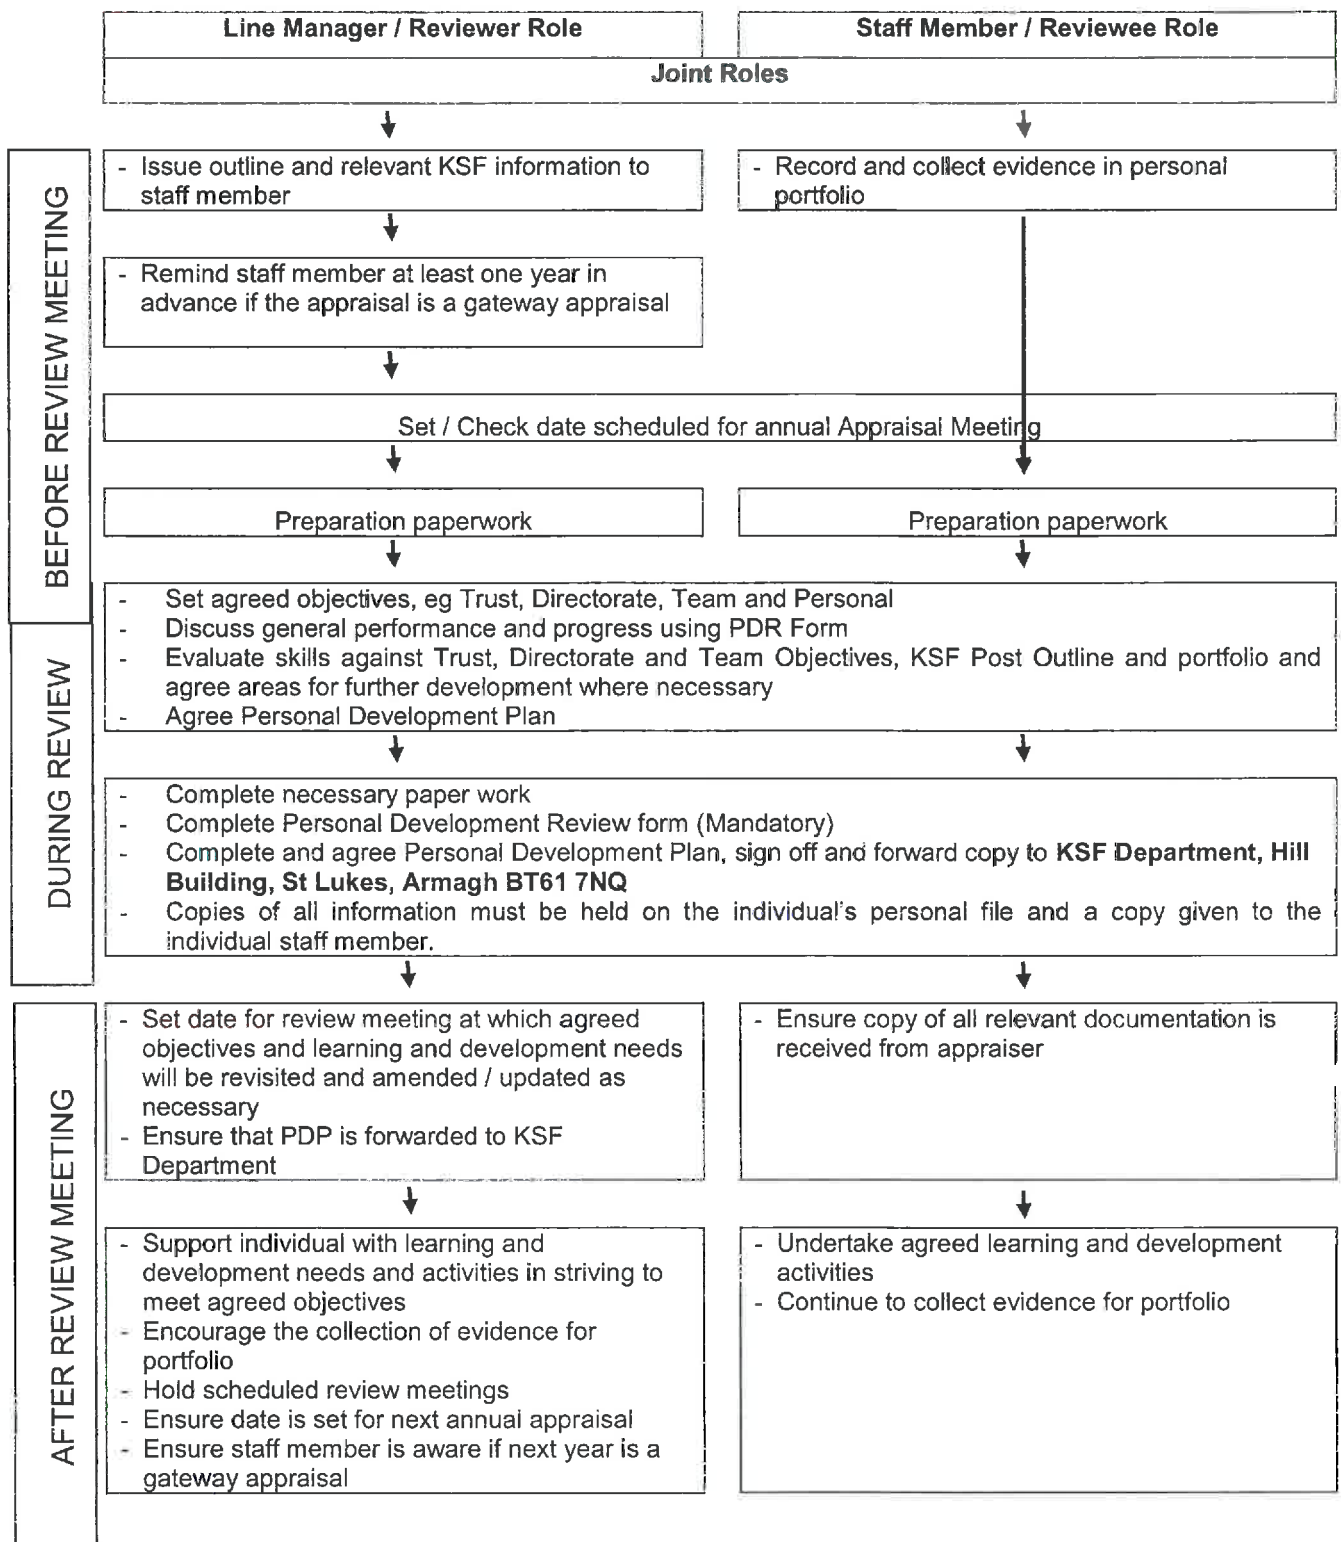 Line Manager / Reviewer Role
Staff Member / Reviewee Role
Joint Roles
BEFORE REVIEW MEETING
- Issue outline and relevant KSF information to
staff member
- Record and collect evidence in personal
portfolio
- Remind staff member at least one year in
advance if the appraisal is a gateway appraisal
Set / Check date scheduled for annual Appraisal Meeting
Preparation paperwork
Preparation paperwork
DURING REVIEW
- Set agreed objectives, eg Trust, Directorate, Team and Personal
- Discuss general performance and progress using PDR Form
- Evaluate skills against Trust, Directorate and Team Objectives, KSF Post Outline and portfolio and
agree areas for further development where necessary
- Agree Personal Development Plan
- Complete necessary paper work
- Complete Personal Development Review form (Mandatory)
- Complete and agree Personal Development Plan, sign off and forward copy to KSF Department, Hill
Building, St Lukes, Armagh BT61 7NQ
- Copies of all information must be held on the individual's personal file and a copy given to the
individual staff member.
AFTER REVIEW MEETING
- Set date for review meeting at which agreed
objectives and learning and development needs
will be revisited and amended / updated as
necessary
- Ensure that PDP is forwarded to KSF
Department
- Ensure copy of all relevant documentation is
received from appraiser
- Support individual with learning and
development needs and activities in striving to
meet agreed objectives
- Encourage the collection of evidence for
portfolio
- Hold scheduled review meetings
- Ensure date is set for next annual appraisal
- Ensure staff member is aware if next year is a
gateway appraisal
- Undertake agreed learning and development
activities
- Continue to collect evidence for portfolio